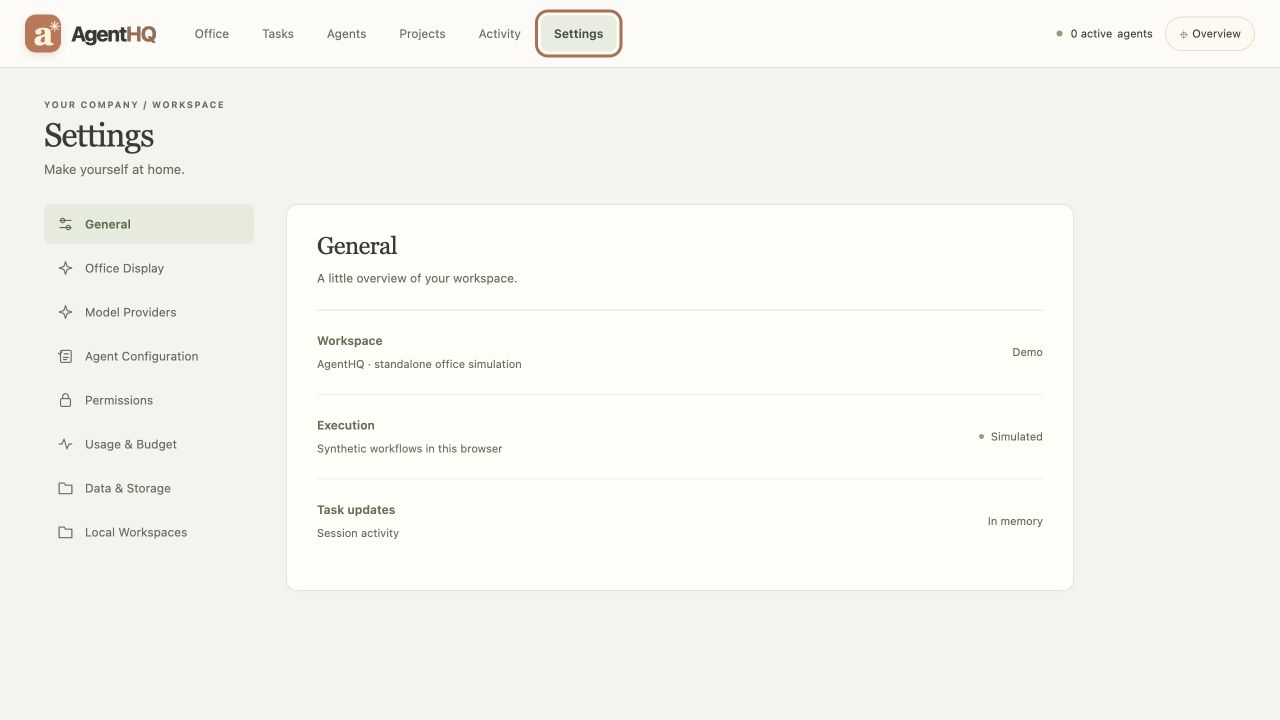 a
AgentHQ
Office
Tasks
Agents
Projects
Activity
Settings
0 active agents
Overview
YOUR COMPANY / WORKSPACE
Settings
Make yourself at home.
General
Office Display
Model Providers
Agent Configuration
Permissions
Usage & Budget
Data & Storage
Local Workspaces
General
A little overview of your workspace.
Workspace
AgentHQ · standalone office simulation
Demo
Execution
Synthetic workflows in this browser
Simulated
Task updates
Session activity
In memory